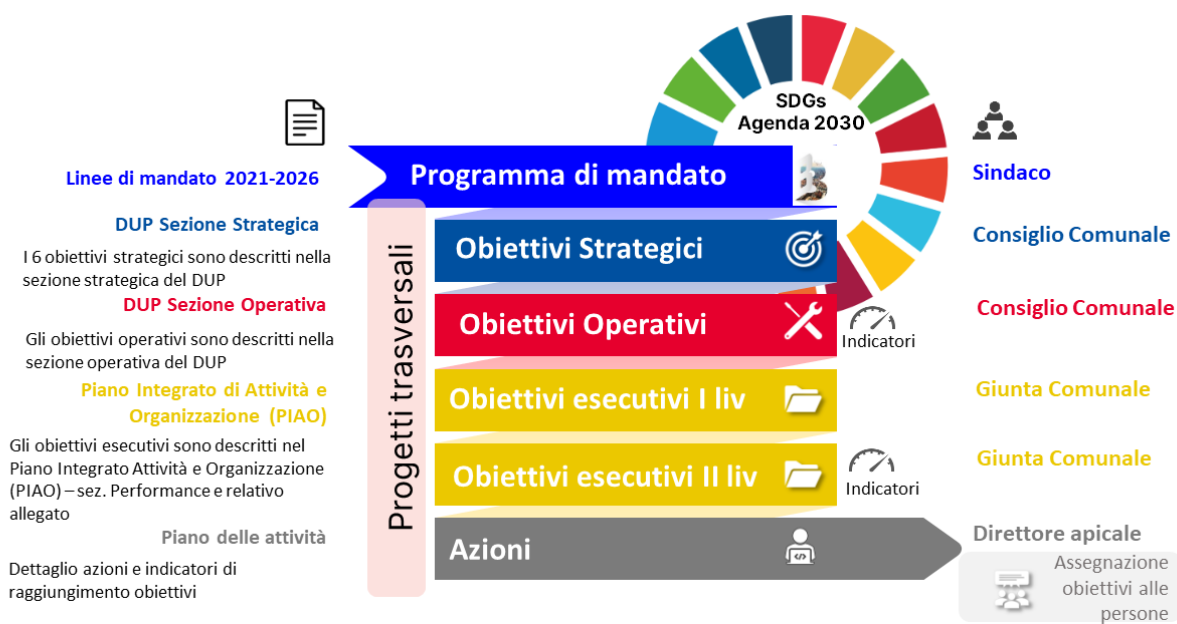 SDGs
Agenda 2030
Linee di mandato 2021-2026
Programma di mandato
Sindaco
DUP Sezione Strategica
I 6 obiettivi strategici sono descritti nella
sezione strategica del DUP
Obiettivi Strategici
Consiglio Comunale
DUP Sezione Operativa
Gli obiettivi operativi sono descritti nella
sezione operativa del DUP
Obiettivi Operativi
Indicatori
Consiglio Comunale
Piano Integrato di Attività e
Organizzazione (PIAO)
Obiettivi esecutivi I liv
Giunta Comunale
Gli obiettivi esecutivi sono descritti nel
Piano Integrato Attività e Organizzazione
(PIAO) – sez. Performance e relativo
allegato
Obiettivi esecutivi II liv
Indicatori
Giunta Comunale
Piano delle attività
Dettaglio azioni e indicatori di
raggiungimento obiettivi
Azioni
Direttore apicale
Assegnazione
obiettivi alle
persone
Progetti trasversali